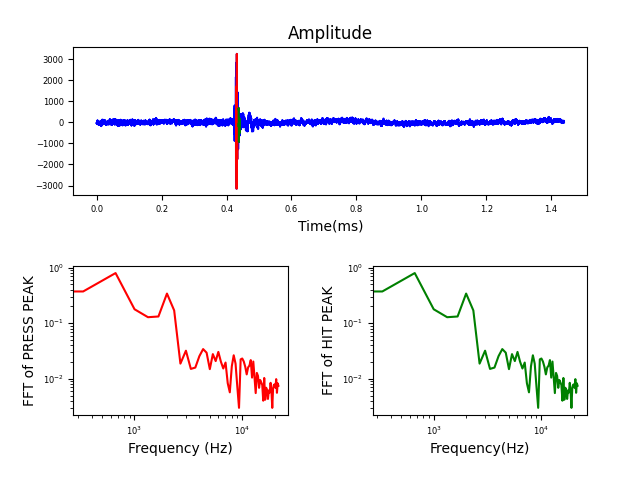 Amplitude
3000
2000
1000
0
−1000
−2000
−3000
0.0 0.2 0.4 0.6 0.8 1.0 1.2 1.4
Time(ms)
FFT of PRESS PEAK
10⁰
10⁻¹
10⁻²
10³ 10⁴
Frequency (Hz)
FFT of HIT PEAK
10⁰
10⁻¹
10⁻²
10³ 10⁴
Frequency(Hz)